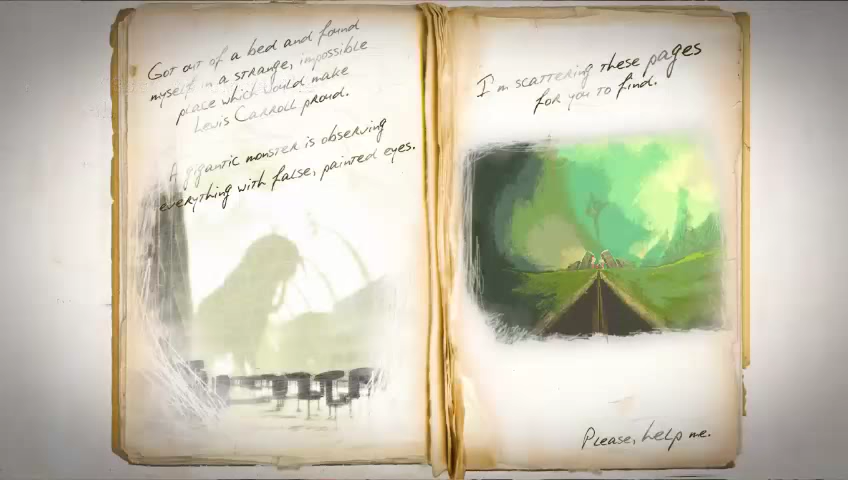 Got out of a bed and found
myself in a strange, impossible
place which would make
Lewis Carroll proud.
A gigantic monster is observing
everything with false, painted eyes.
I'm scattering these pages
for you to find.
Please, help me.